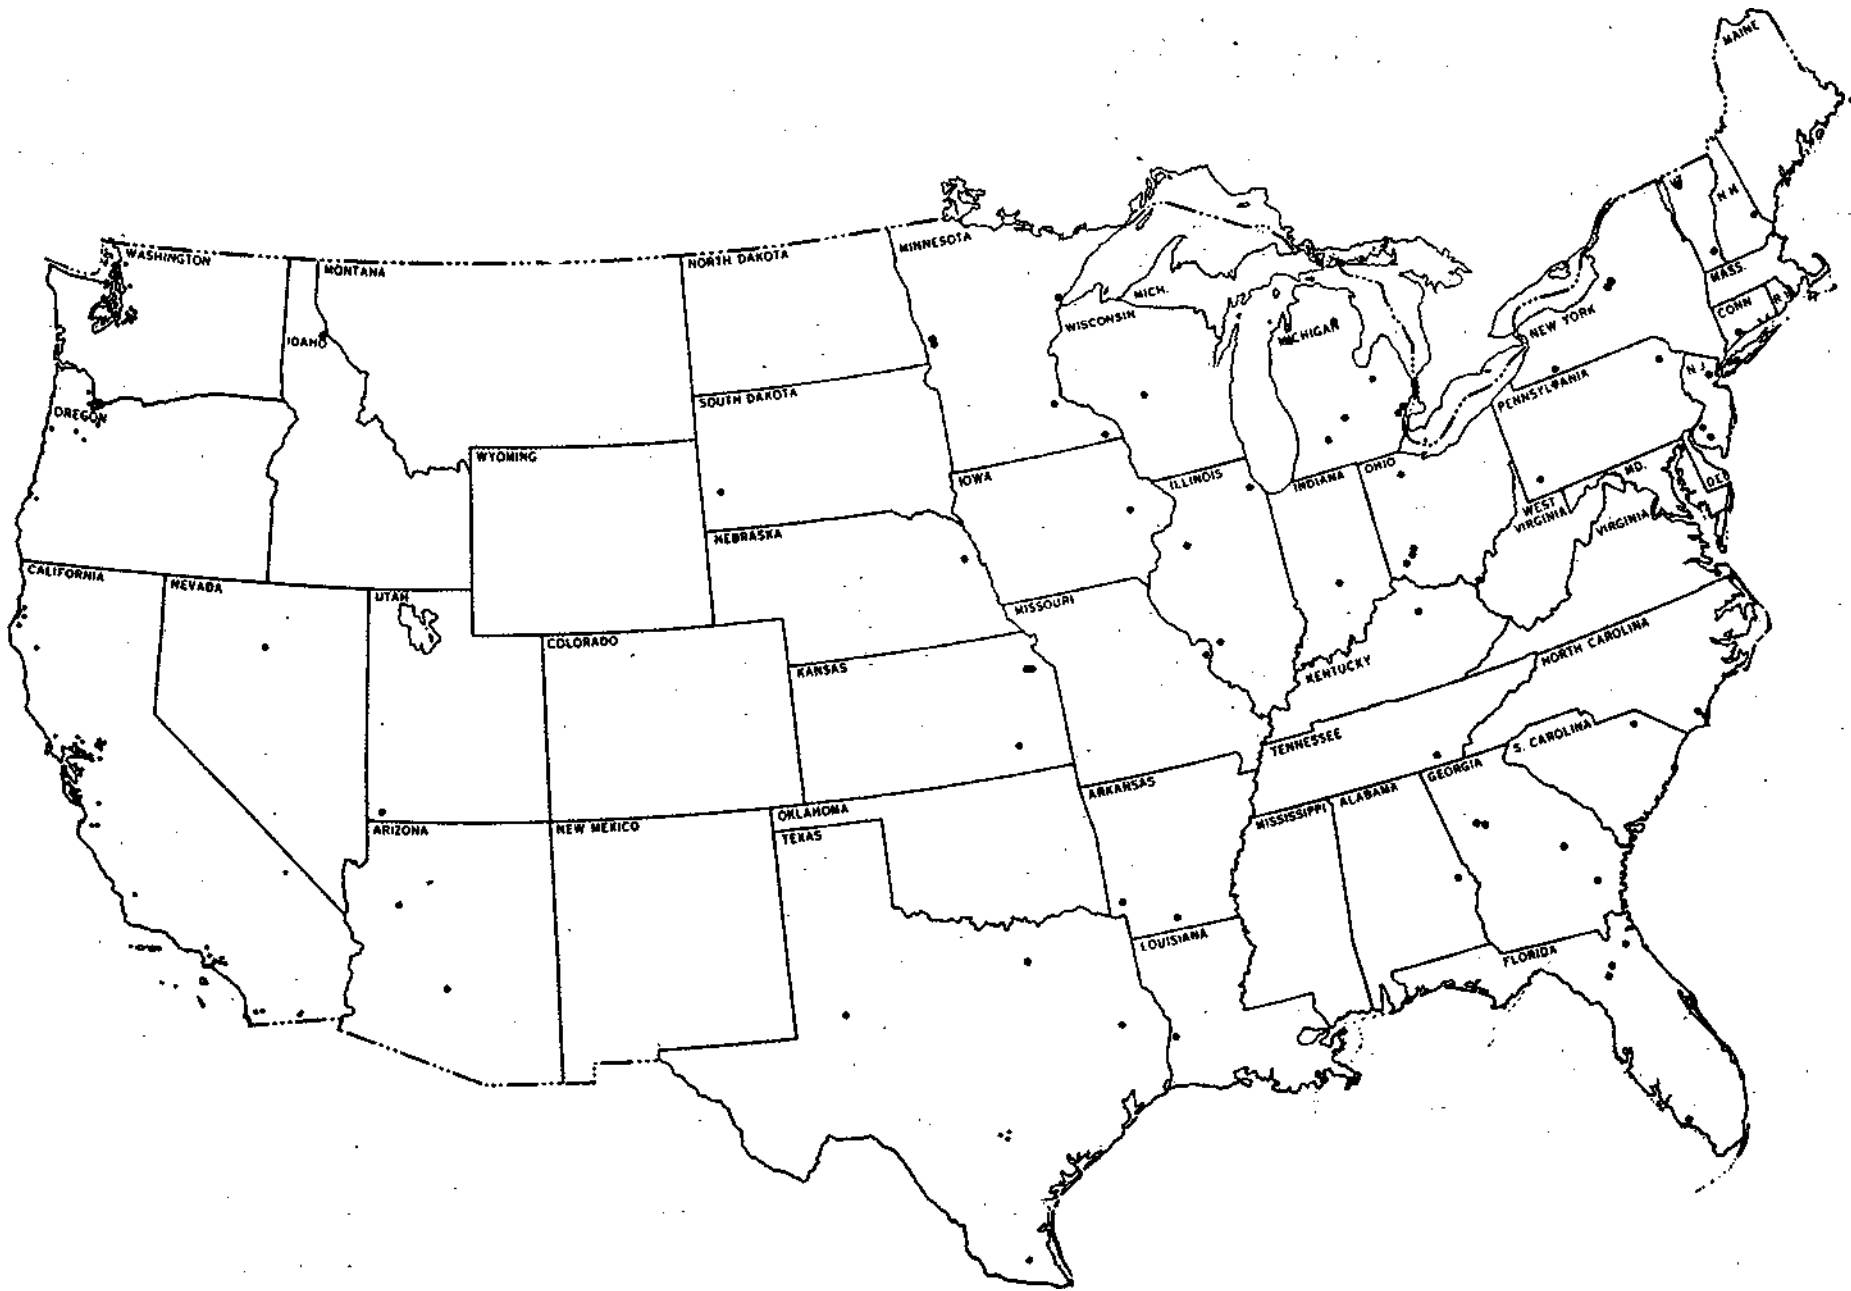 MAINE
N H
WASHINGTON
MONTANA
NORTH DAKOTA
MINNESOTA
MASS.
MICH.
CONN
R I
WISCONSIN
MICHIGAN
NEW YORK
IDAHO
N J
PENNSYLVANIA
SOUTH DAKOTA
OREGON
WYOMING
IOWA
ILLINOIS
INDIANA
OHIO
MD.
DEL
WEST
VIRGINIA
VIRGINIA
NEBRASKA
CALIFORNIA
NEVADA
UTAH
MISSOURI
COLORADO
KANSAS
KENTUCKY
NORTH CAROLINA
TENNESSEE
S. CAROLINA
GEORGIA
ARKANSAS
OKLAHOMA
MISSISSIPPI
ALABAMA
ARIZONA
NEW MEXICO
TEXAS
LOUISIANA
FLORIDA